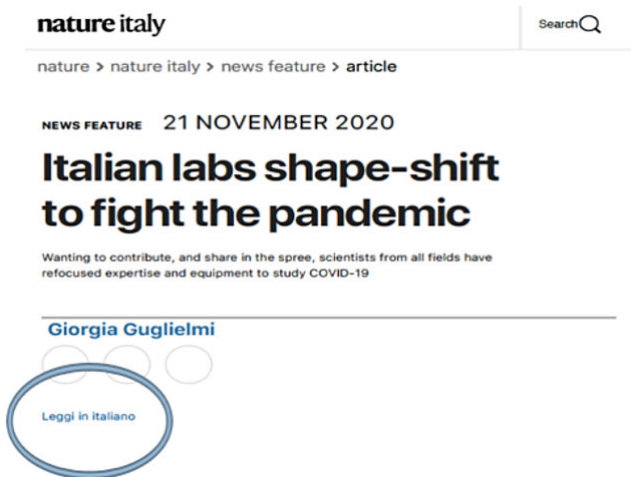 nature italy
Search
nature > nature italy > news feature > article
NEWS FEATURE 21 NOVEMBER 2020
Italian labs shape-shift
to fight the pandemic
Wanting to contribute, and share in the spree, scientists from all fields have
refocused expertise and equipment to study COVID-19
Giorgia Guglielmi
Leggi in italiano